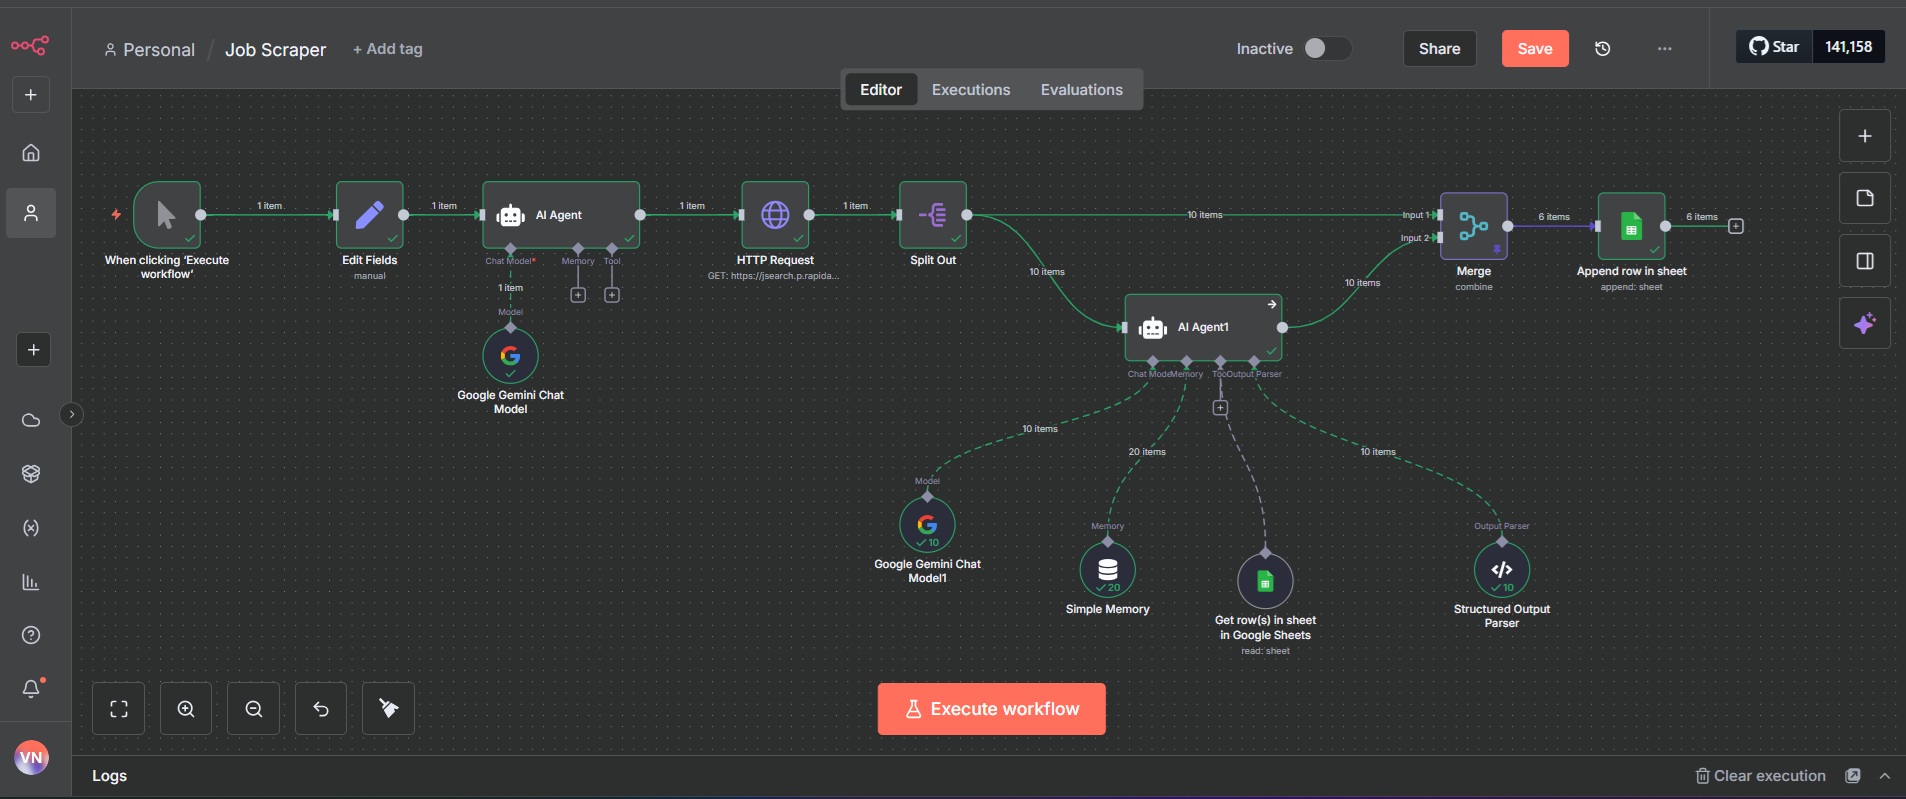 Personal / Job Scraper + Add tag
Inactive
Share
Save
Star 141,158
Editor Executions Evaluations
1 item
1 item
1 item
1 item
10 items
Input 1
Input 2
6 items
6 items
AI Agent
When clicking ‘Execute
workflow’
Edit Fields
manual
Chat Model*
Memory
Tool
1 item
Model
Google Gemini Chat
Model
HTTP Request
GET: https://jsearch.p.rapida...
Split Out
10 items
10 items
Merge
combine
Append row in sheet
append: sheet
AI Agent1
Chat Mode
Memory
Too
Output Parser
10 items
20 items
10 items
Model
10
Google Gemini Chat
Model1
Memory
20
Simple Memory
Get row(s) in sheet
in Google Sheets
read: sheet
Output Parser
10
Structured Output
Parser
Execute workflow
VN
Logs
Clear execution